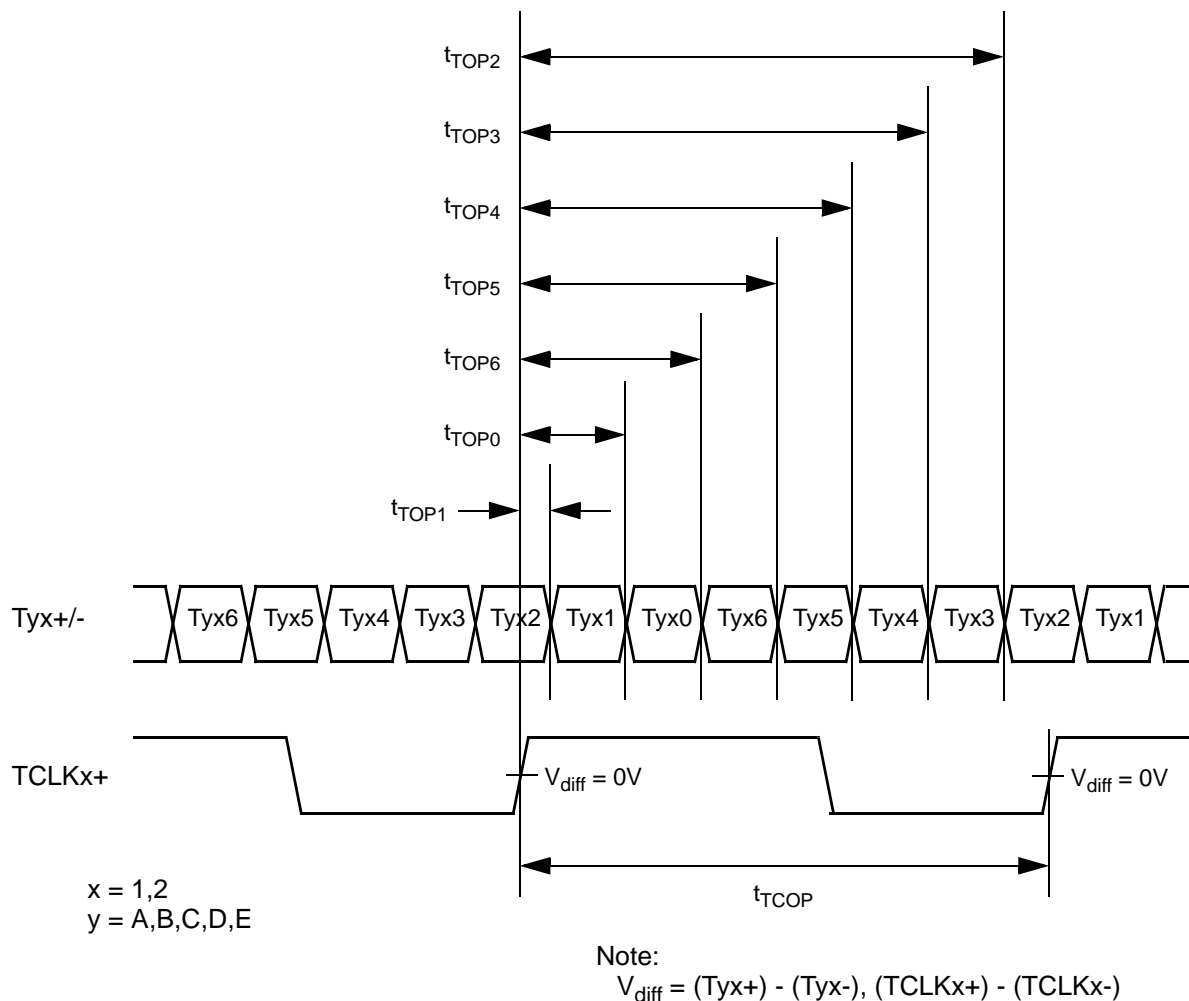 tTOP2
tTOP3
tTOP4
tTOP5
tTOP6
tTOP0
tTOP1
Tyx+/- Tyx6 Tyx5 Tyx4 Tyx3 Tyx2 Tyx1 Tyx0 Tyx6 Tyx5 Tyx4 Tyx3 Tyx2 Tyx1
TCLKx+ Vdiff = 0V Vdiff = 0V
tTCOP
x = 1,2
y = A,B,C,D,E
Note:
Vdiff = (Tyx+) - (Tyx-), (TCLKx+) - (TCLKx-)